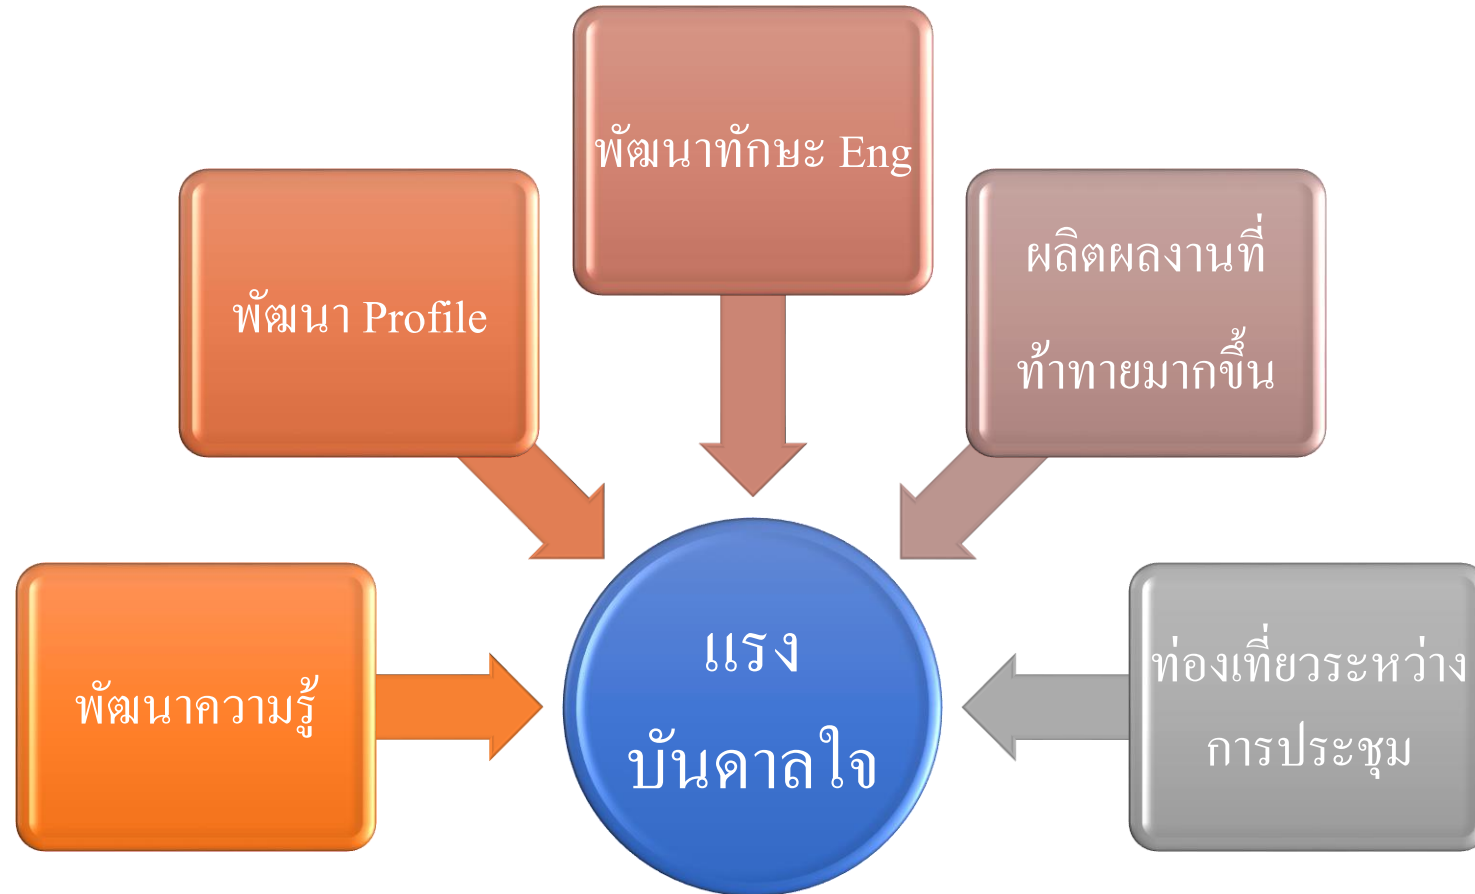 พัฒนาทักษะ Eng
พัฒนา Profile
ผลิตผลงานที่
ท้าทายมากขึ้น
พัฒนาความรู้
แรง
บันดาลใจ
ท่องเที่ยวระหว่าง
การประชุม